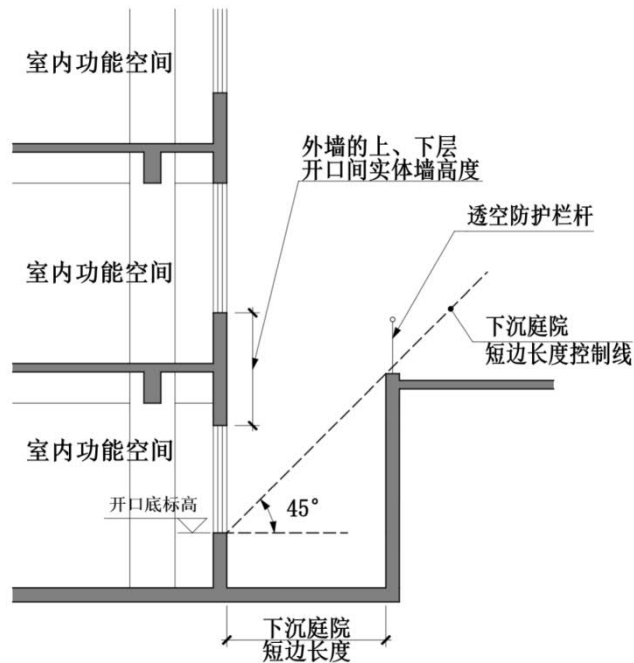 室内功能空间
外墙的上、下层
开口间实体墙高度
透空防护栏杆
室内功能空间
下沉庭院
短边长度控制线
室内功能空间
开口底标高
45°
下沉庭院
短边长度